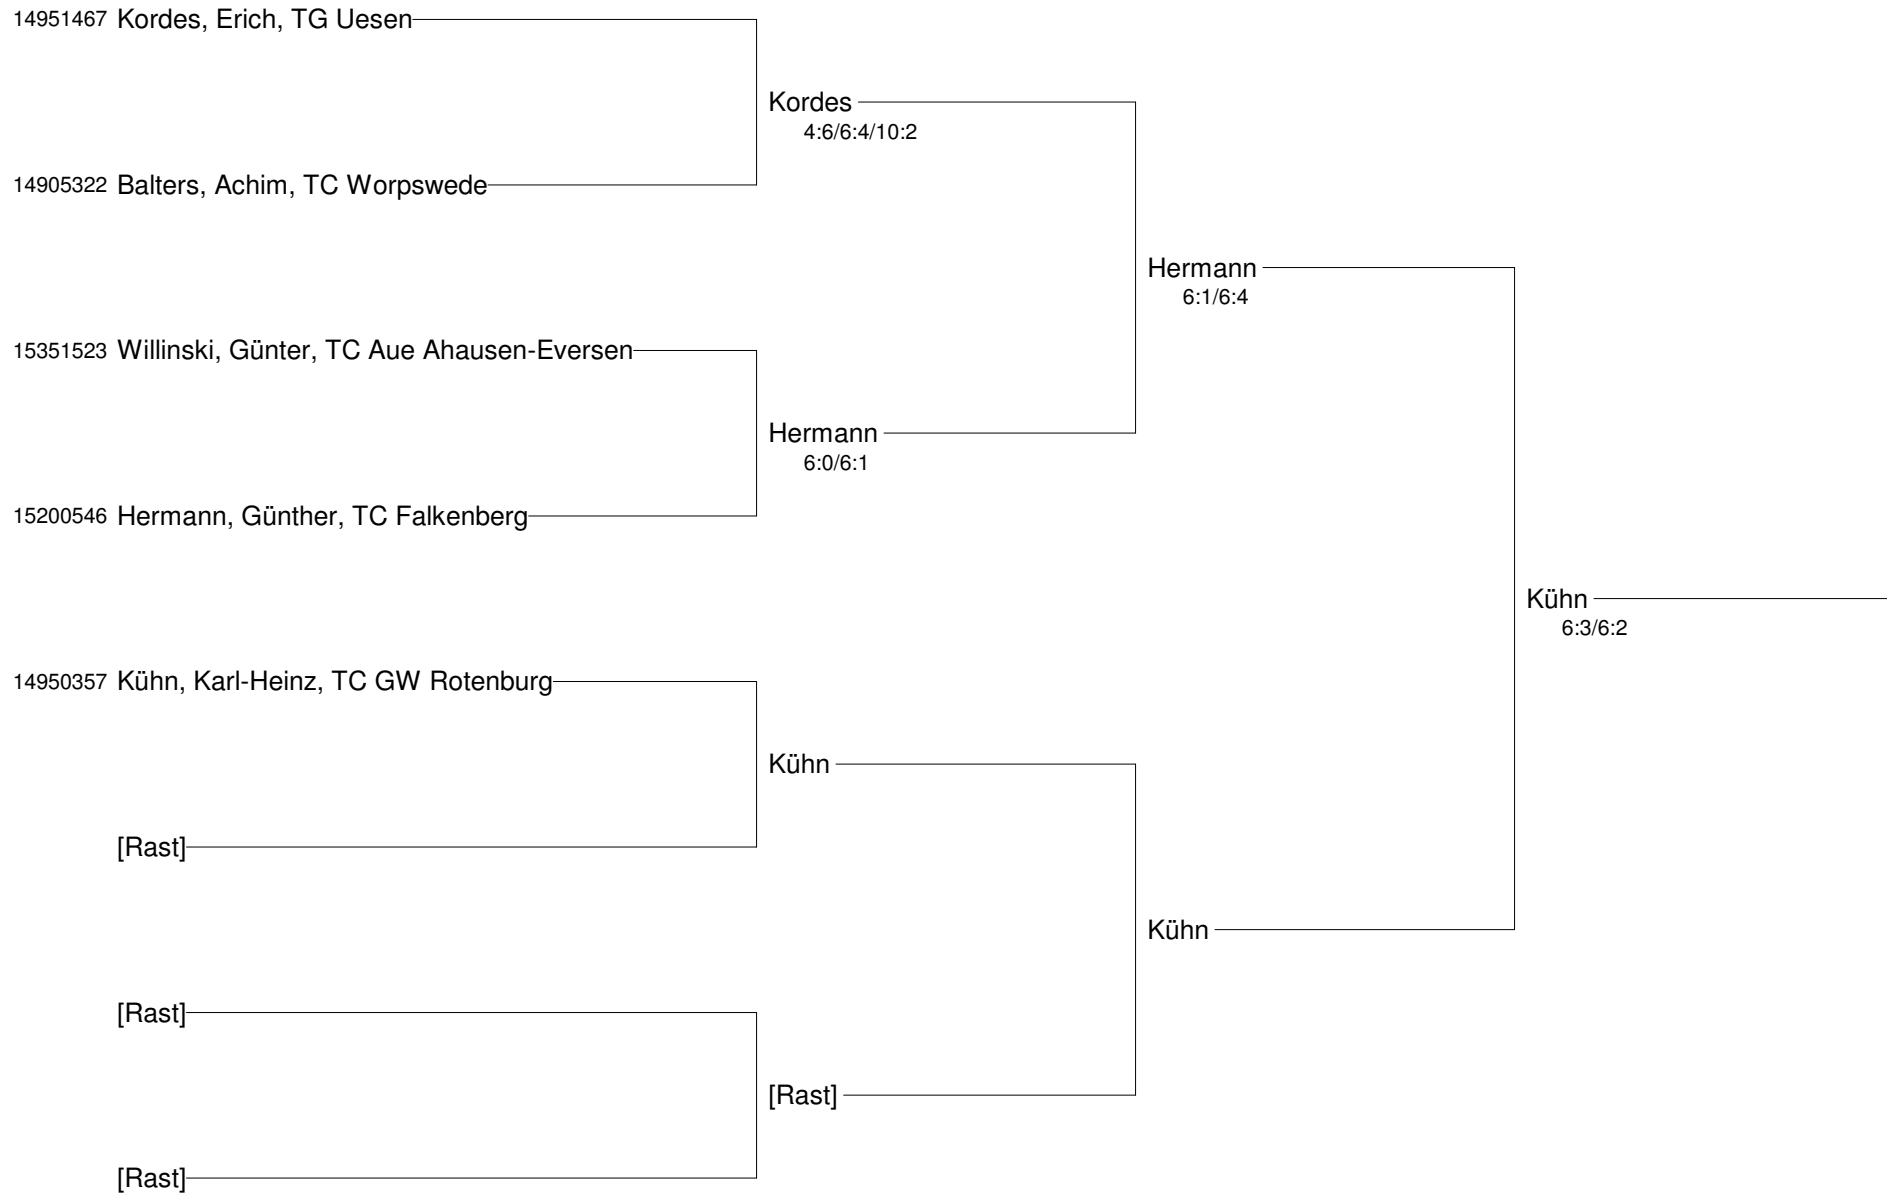 14951467 Kordes, Erich, TG Uesen
Kordes
4:6/6:4/10:2
14905322 Balters, Achim, TC Worpswede
Hermann
6:1/6:4
15351523 Willinski, Günter, TC Aue Ahausen-Eversen
Hermann
6:0/6:1
15200546 Hermann, Günther, TC Falkenberg
Kühn
6:3/6:2
14950357 Kühn, Karl-Heinz, TC GW Rotenburg
Kühn
[Rast]
Kühn
[Rast]
[Rast]
[Rast]